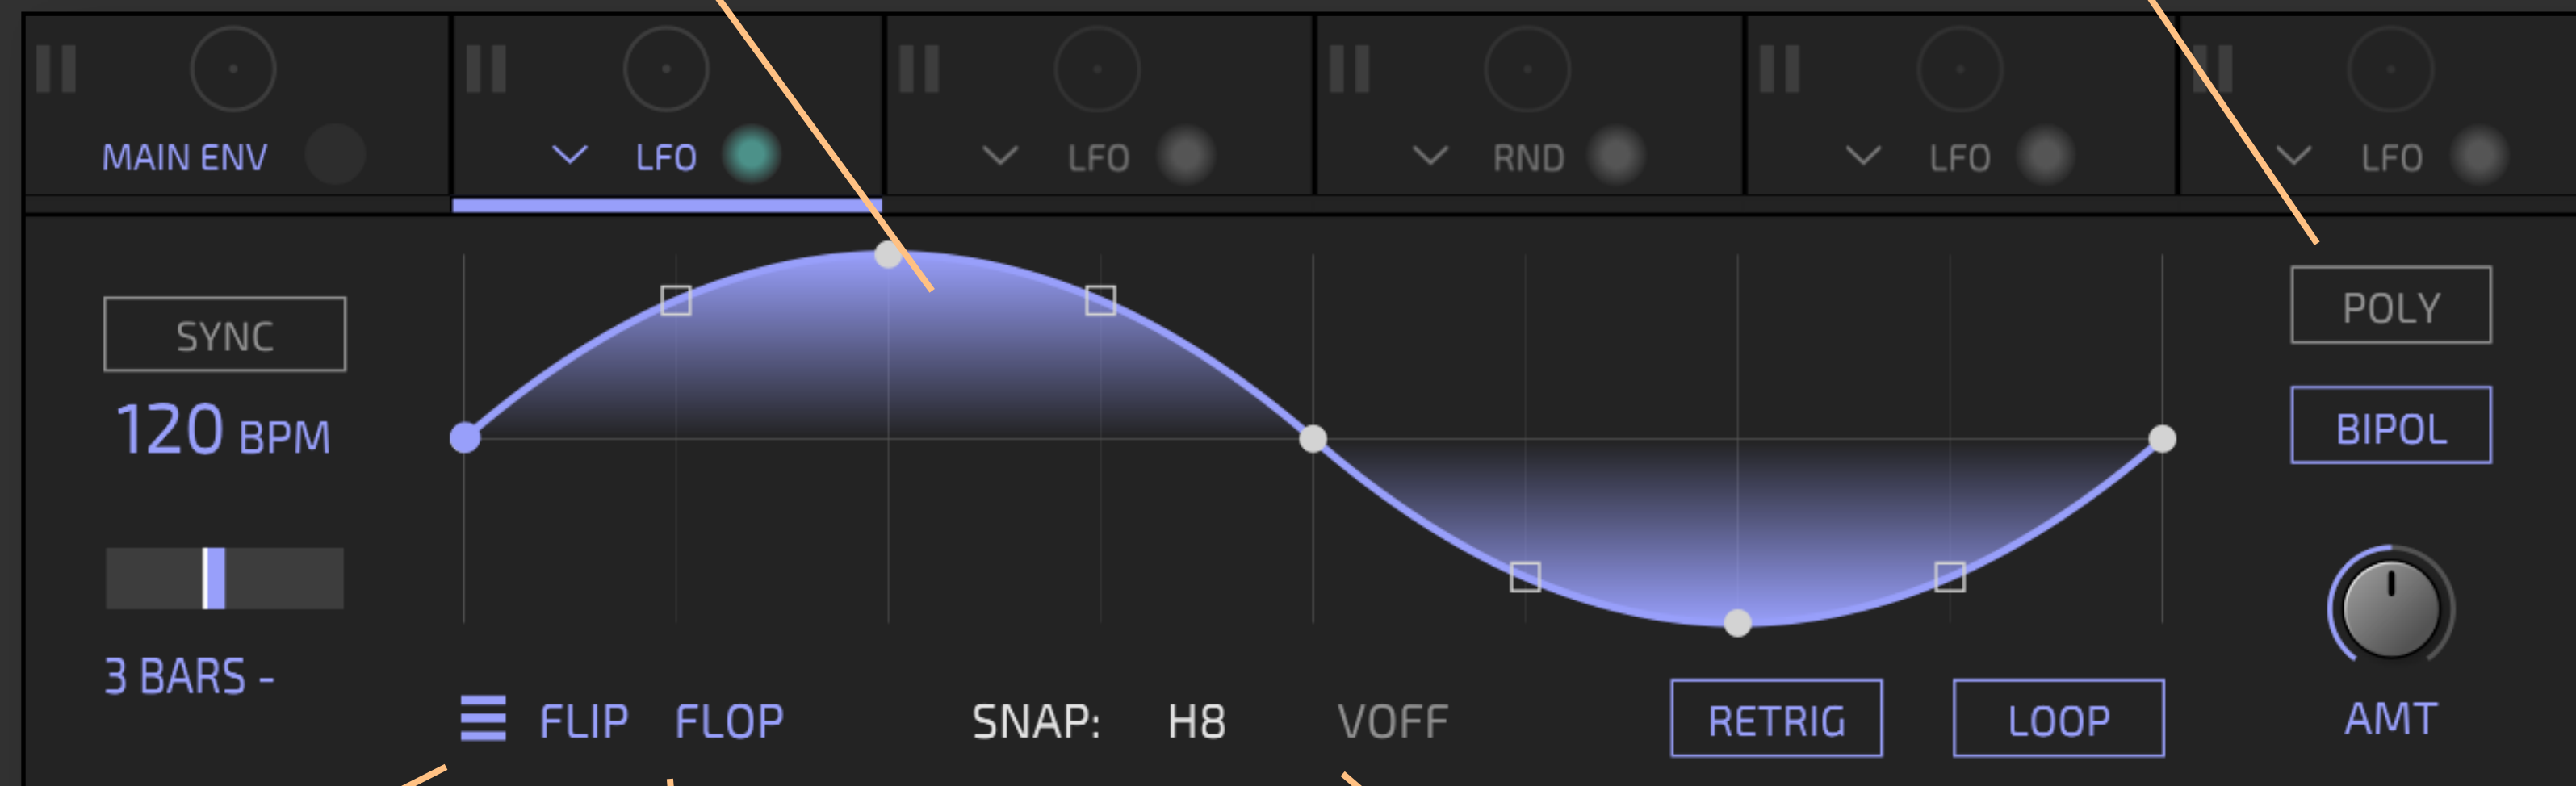 MAIN ENV
LFO
LFO
RND
LFO
LFO
SYNC
120 BPM
3 BARS -
POLY
BIPOL
FLIP FLOP
SNAP: H8 VOFF
RETRIG
LOOP
AMT